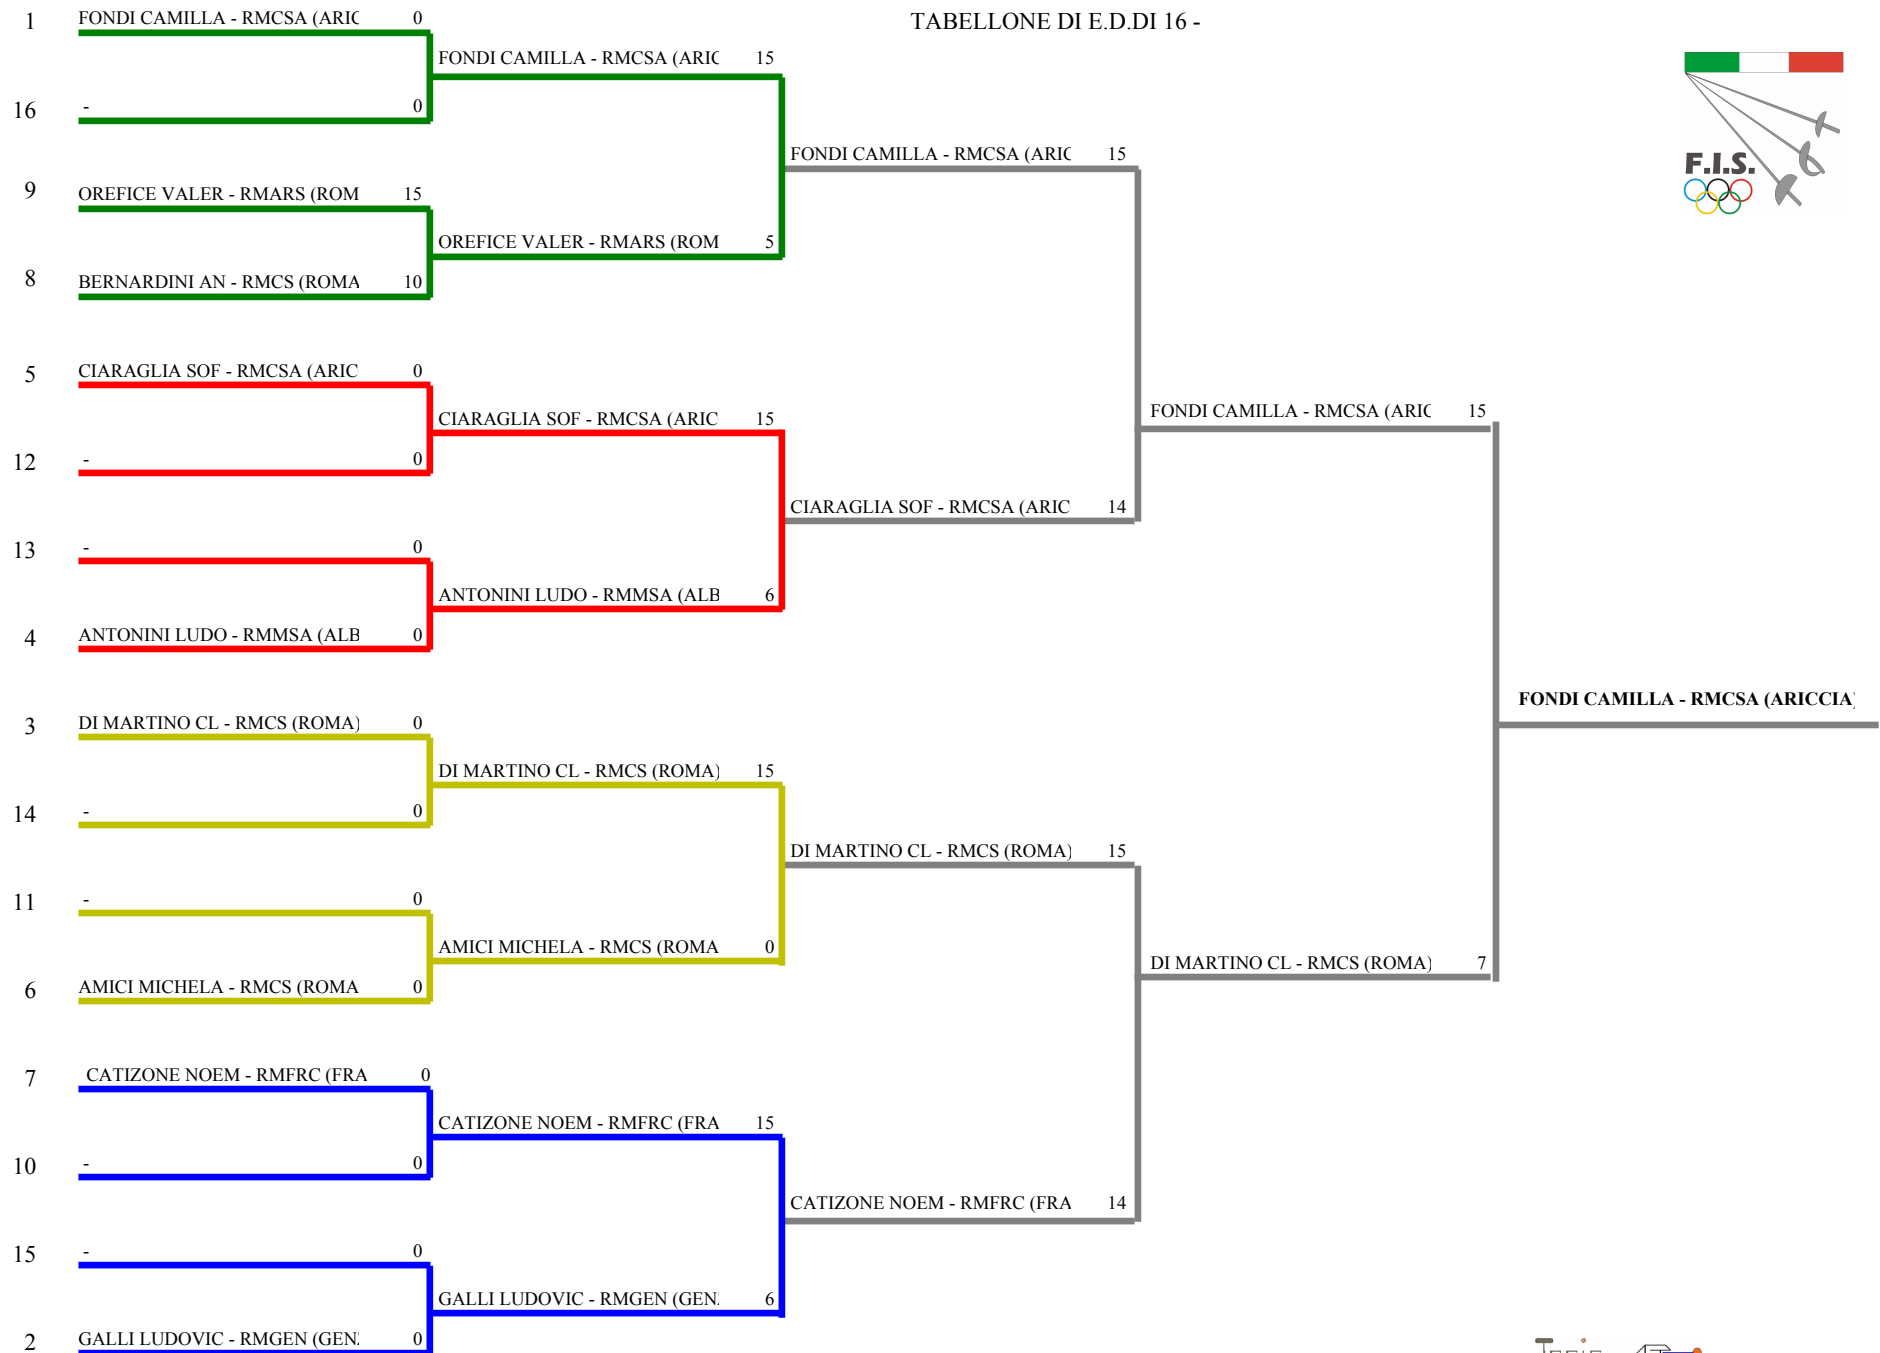 TABELLONE DI E.D.DI 16 -
F.I.S.
1 FONDI CAMILLA - RMCSA (ARIC 0
FONDI CAMILLA - RMCSA (ARIC 15
16 - 0
FONDI CAMILLA - RMCSA (ARIC 15
9 OREFICE VALER - RMARS (ROM 15
OREFICE VALER - RMARS (ROM 5
8 BERNARDINI AN - RMCS (ROMA 10
5 CIARAGLIA SOF - RMCSA (ARIC 0
FONDI CAMILLA - RMCSA (ARIC 15
CIARAGLIA SOF - RMCSA (ARIC 15
12 - 0
CIARAGLIA SOF - RMCSA (ARIC 14
13 - 0
ANTONINI LUDO - RMMSA (ALB 6
4 ANTONINI LUDO - RMMSA (ALB 0
FONDI CAMILLA - RMCSA (ARICCIA)
3 DI MARTINO CL - RMCS (ROMA) 0
DI MARTINO CL - RMCS (ROMA) 15
14 - 0
DI MARTINO CL - RMCS (ROMA) 15
11 - 0
AMICI MICHELA - RMCS (ROMA 0
DI MARTINO CL - RMCS (ROMA) 7
6 AMICI MICHELA - RMCS (ROMA 0
7 CATIZONE NOEM - RMFRC (FRA 0
CATIZONE NOEM - RMFRC (FRA 15
10 - 0
CATIZONE NOEM - RMFRC (FRA 14
15 - 0
GALLI LUDOVIC - RMGEN (GEN 6
2 GALLI LUDOVIC - RMGEN (GEN 0